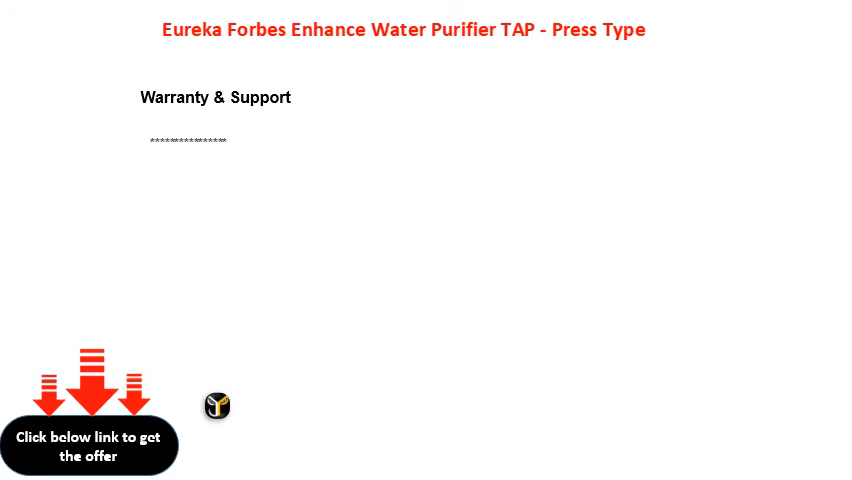 Eureka Forbes Enhance Water Purifier TAP - Press Type
Warranty & Support
****************
Click below link to get
the offer